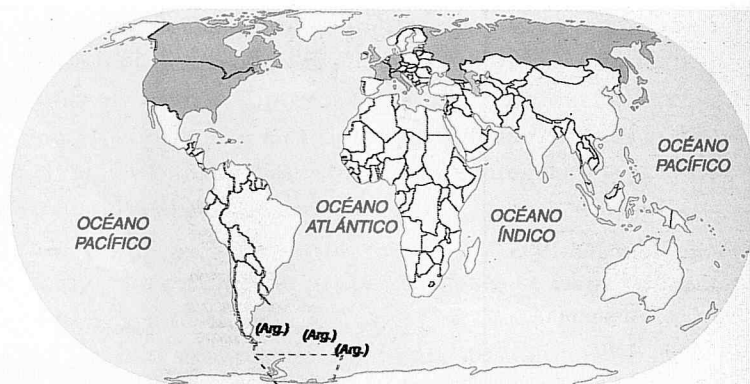 OCÉANO
PACÍFICO
OCÉANO
ATLÁNTICO
OCÉANO
ÍNDICO
OCÉANO
PACÍFICO
(Arg.)
(Arg.)
(Arg.)